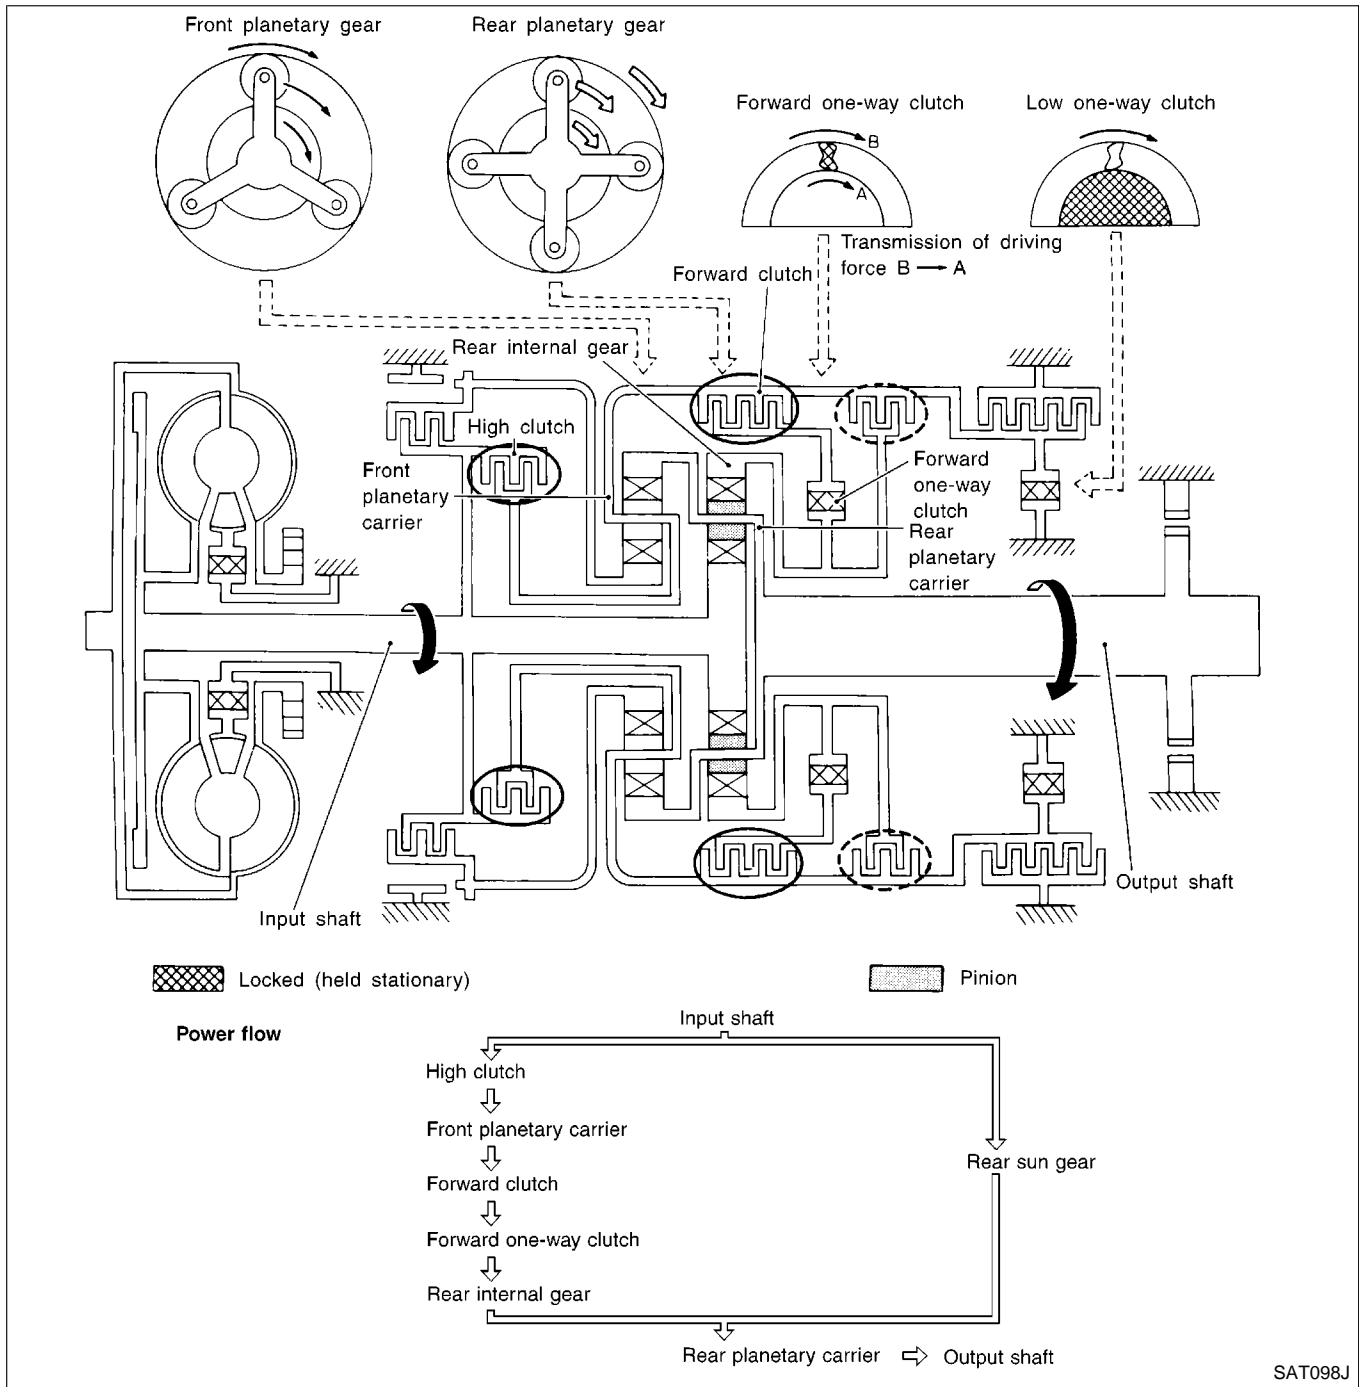 Front planetary gear
Rear planetary gear
Forward one-way clutch
Low one-way clutch
B
A
Transmission of driving
force B → A
Forward clutch
Rear internal gear
High clutch
Front
planetary
carrier
Forward
one-way
clutch
Rear
planetary
carrier
Input shaft
Output shaft
Locked (held stationary)
Pinion
Power flow
Input shaft
High clutch
Front planetary carrier
Rear sun gear
Forward clutch
Forward one-way clutch
Rear internal gear
Rear planetary carrier ⇨ Output shaft
SAT098J